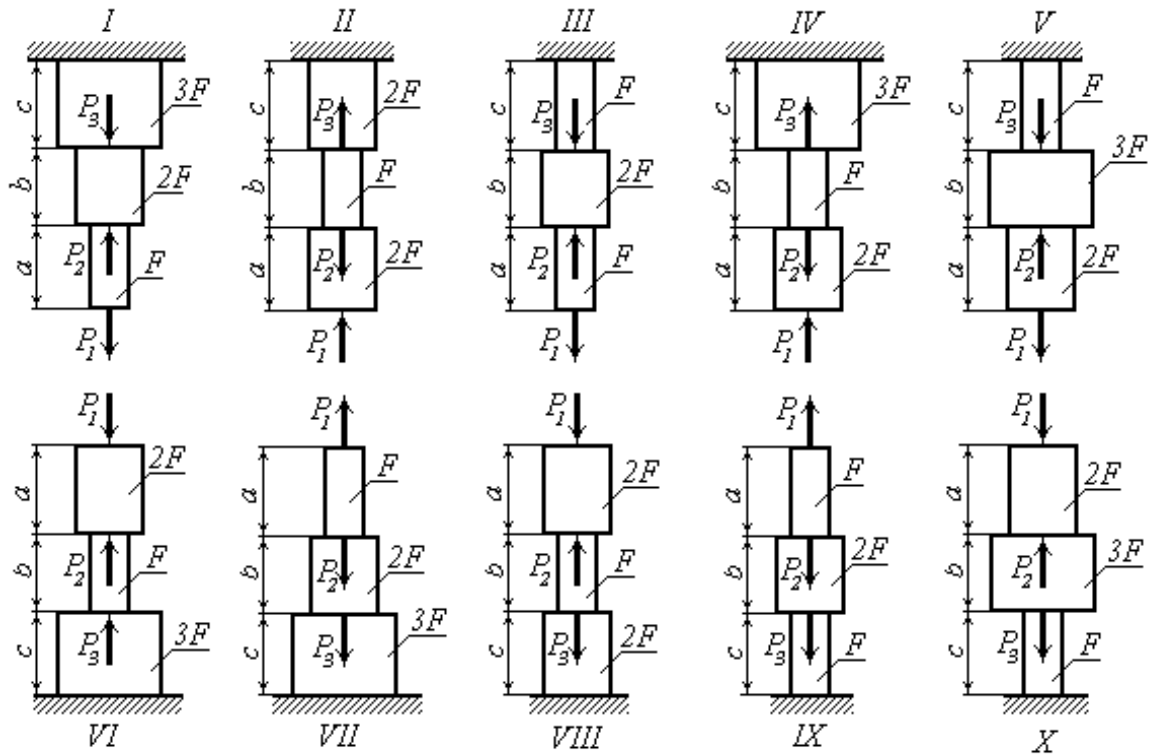 I II III IV V
c P3 3F c P3 2F c P3 F c P3 3F c P3 F
b 2F b F b 2F b F b 3F
a P2 F a P2 2F a P2 F a P2 2F a P2 2F
P1 P1 P1 P1 P1
P1 P1 P1 P1 P1
a 2F a F a 2F a F a 2F
b P2 F b P2 2F b P2 F b P2 2F b P2 3F
c P3 3F c P3 3F c P3 2F c P3 F c P3 F
VI VII VIII IX X